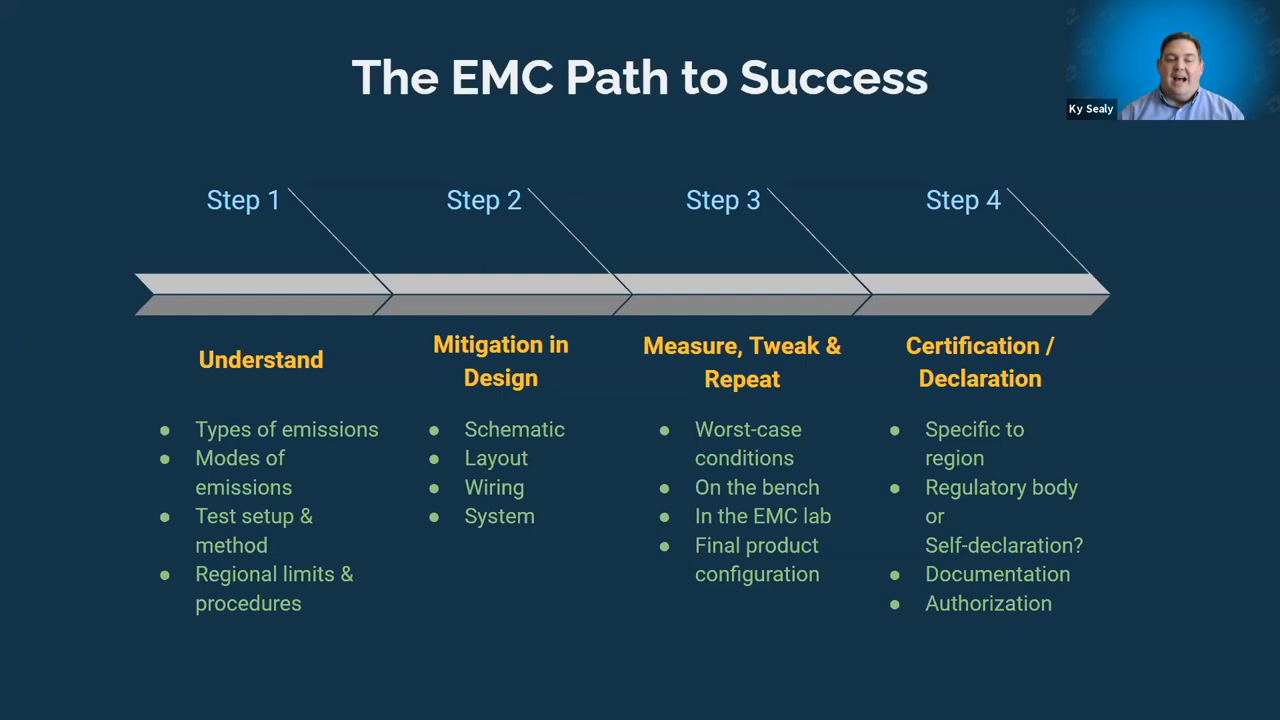 The EMC Path to Success
Ky Sealy
Step 1
Step 2
Step 3
Step 4
Understand
Mitigation in
Design
Measure, Tweak &
Repeat
Certification /
Declaration
● Types of emissions
● Modes of
emissions
● Test setup &
method
● Regional limits &
procedures
● Schematic
● Layout
● Wiring
● System
● Worst-case
conditions
● On the bench
● In the EMC lab
● Final product
configuration
● Specific to
region
● Regulatory body
or
Self-declaration?
● Documentation
● Authorization